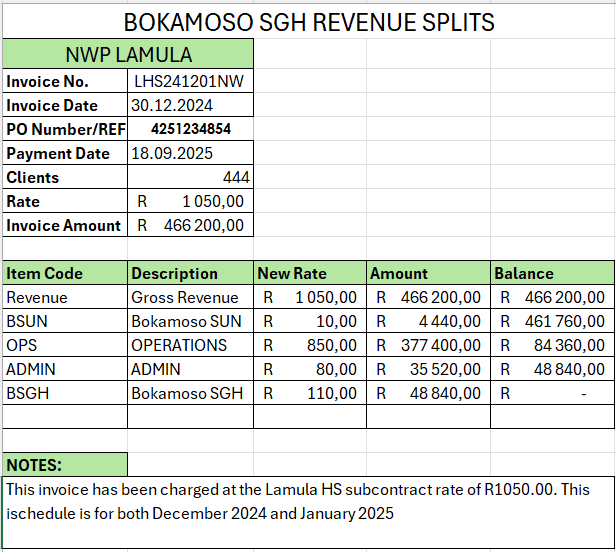 BOKAMOSO SGH REVENUE SPLITS
NWP LAMULA
Invoice No. LHS241201NW
Invoice Date 30.12.2024
PO Number/REF 4251234854
Payment Date 18.09.2025
Clients 444
Rate R 1 050,00
Invoice Amount R 466 200,00
Item Code Description New Rate Amount Balance
Revenue Gross Revenue R 1 050,00 R 466 200,00 R 466 200,00
BSUN Bokamoso SUN R 10,00 R 4 440,00 R 461 760,00
OPS OPERATIONS R 850,00 R 377 400,00 R 84 360,00
ADMIN ADMIN R 80,00 R 35 520,00 R 48 840,00
BSGH Bokamoso SGH R 110,00 R 48 840,00 R -
NOTES:
This invoice has been charged at the Lamula HS subcontract rate of R1050.00. This
ischedule is for both December 2024 and January 2025